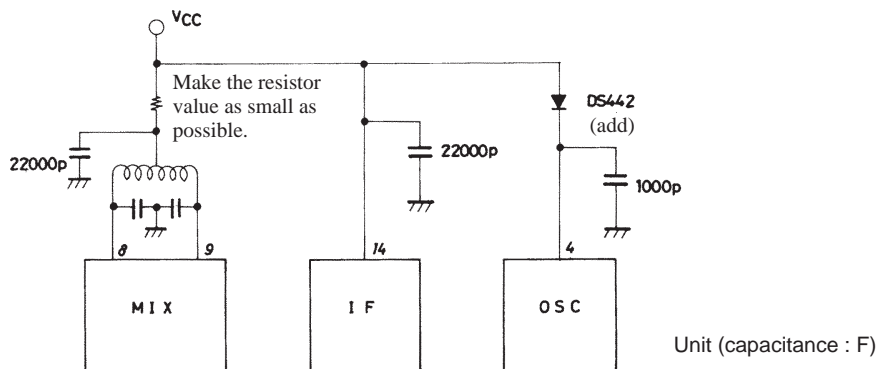 VCC
Make the resistor
value as small as
possible.
DS442
(add)
22000p
22000p
1000p
8
9
14
4
MIX
IF
OSC
Unit (capacitance : F)